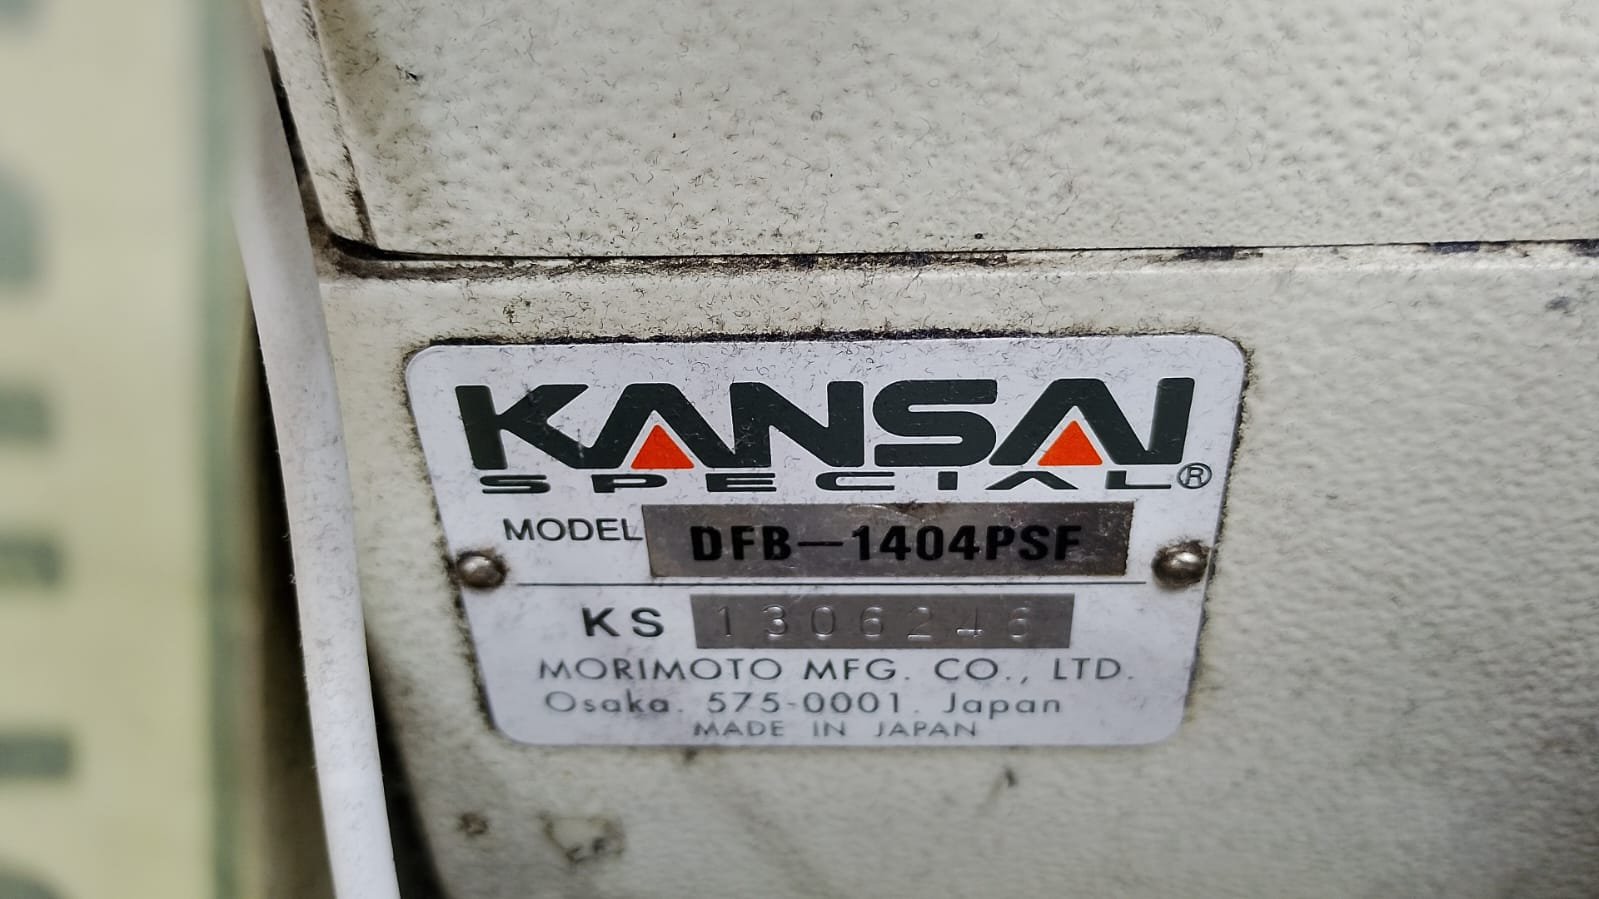 KANSAI
SPECIAL®
MODEL DFB-1404PSF
KS 1306246
MORIMOTO MFG. CO., LTD.
Osaka. 575-0001. Japan
MADE IN JAPAN